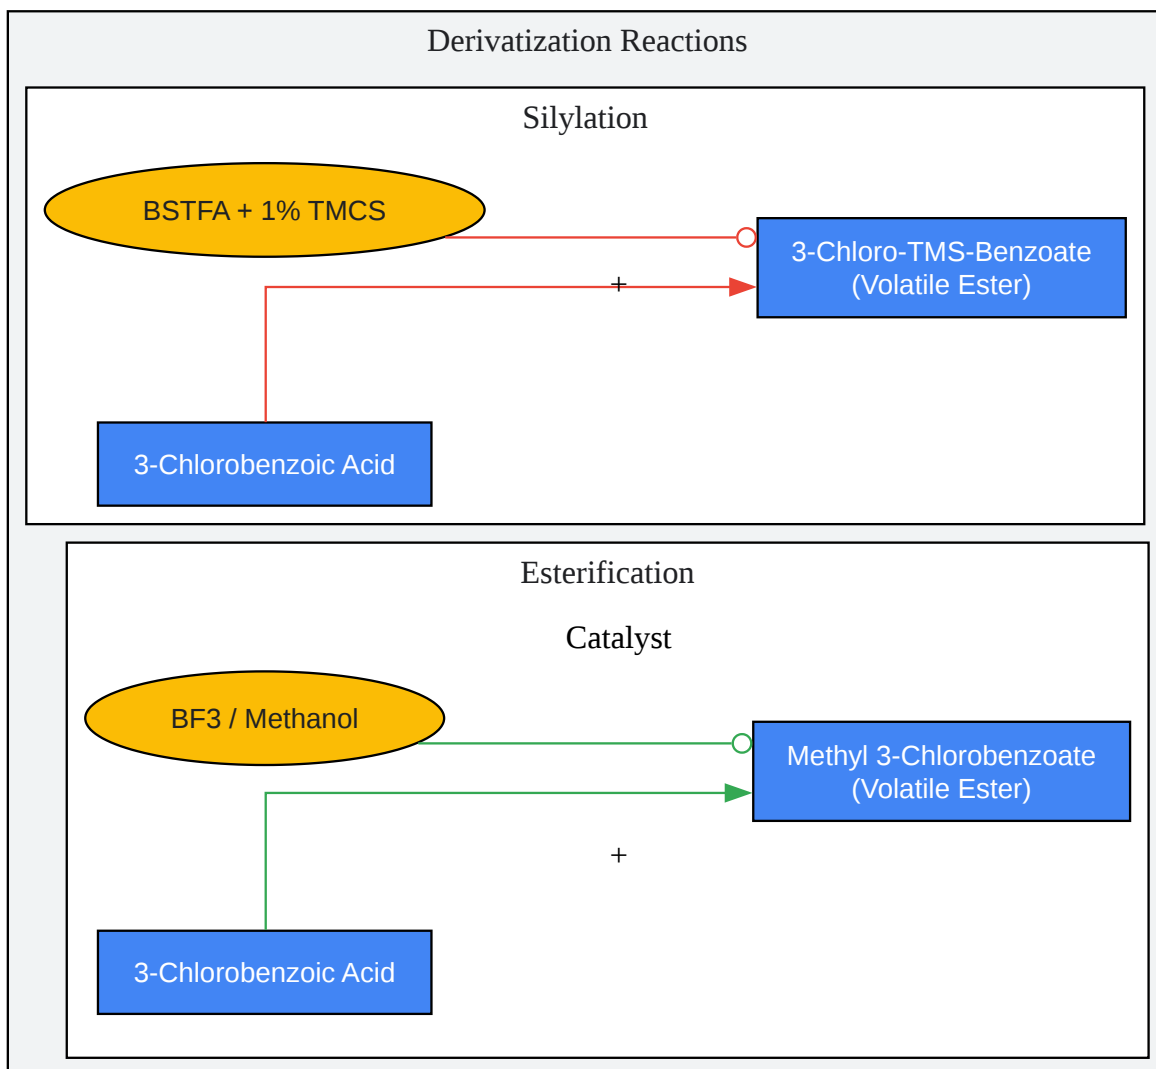 Derivatization Reactions
Silylation
BSTFA + 1% TMCS
3-Chloro-TMS-Benzoate
(Volatile Ester)
+
3-Chlorobenzoic Acid
Esterification
Catalyst
BF3 / Methanol
Methyl 3-Chlorobenzoate
(Volatile Ester)
+
3-Chlorobenzoic Acid